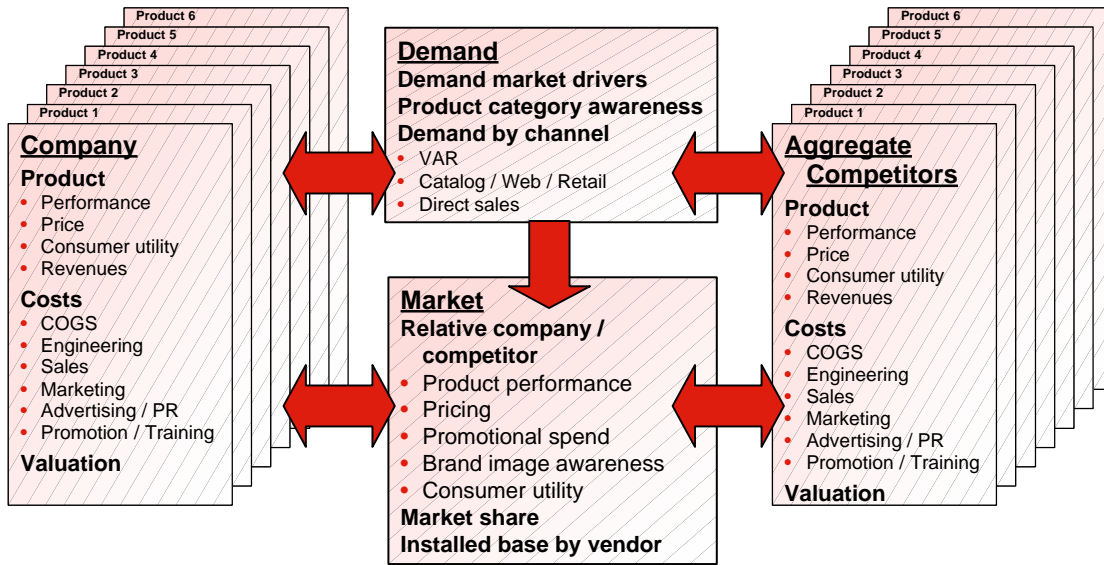 Product 6
Product 5
Product 4
Product 3
Product 2
Product 1
Company
Product
Performance
Price
Consumer utility
Revenues
Costs
COGS
Engineering
Sales
Marketing
Advertising / PR
Promotion / Training
Valuation
Demand
Demand market drivers
Product category awareness
Demand by channel
VAR
Catalog / Web / Retail
Direct sales
Market
Relative company /
competitor
Product performance
Pricing
Promotional spend
Brand image awareness
Consumer utility
Market share
Installed base by vendor
Product 6
Product 5
Product 4
Product 3
Product 2
Product 1
Aggregate
Competitors
Product
Performance
Price
Consumer utility
Revenues
Costs
COGS
Engineering
Sales
Marketing
Advertising / PR
Promotion / Training
Valuation